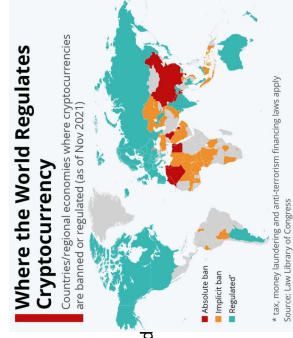 Where the World Regulates
Cryptocurrency
Countries/regional economies where cryptocurrencies
are banned or regulated (as of Nov 2021)
Absolute ban
Implicit ban
Regulated*
* tax, money laundering and anti-terrorism financing laws apply
Source: Law Library of Congress
d